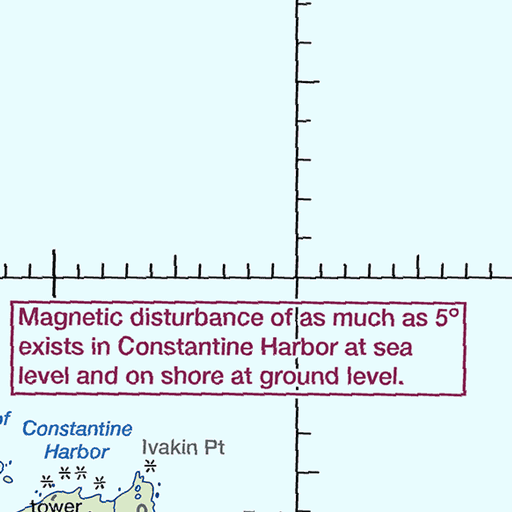 Magnetic disturbance of as much as 5°
exists in Constantine Harbor at sea
level and on shore at ground level.
of
Constantine
Harbor
Ivakin Pt
tower
0